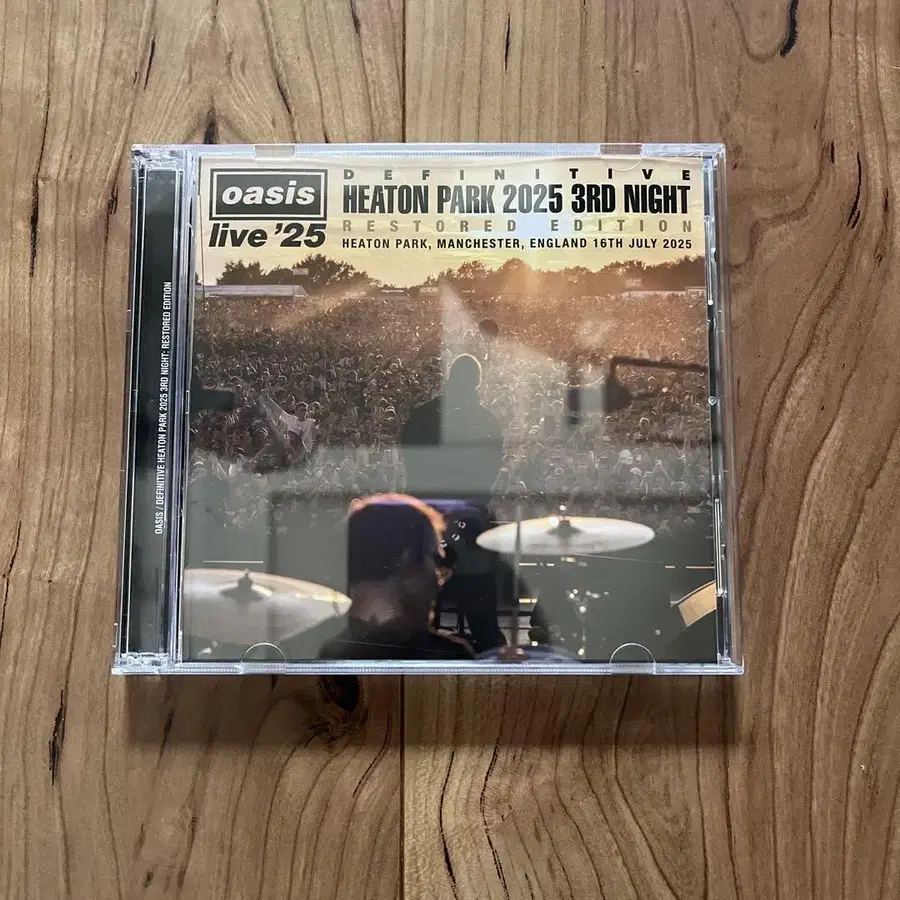 oasis
live '25
DEFINITIVE
HEATON PARK 2025 3RD NIGHT
RESTORED EDITION
HEATON PARK, MANCHESTER, ENGLAND 16TH JULY 2025
OASIS / DEFINITIVE HEATON PARK 2025 3RD NIGHT: RESTORED EDITION